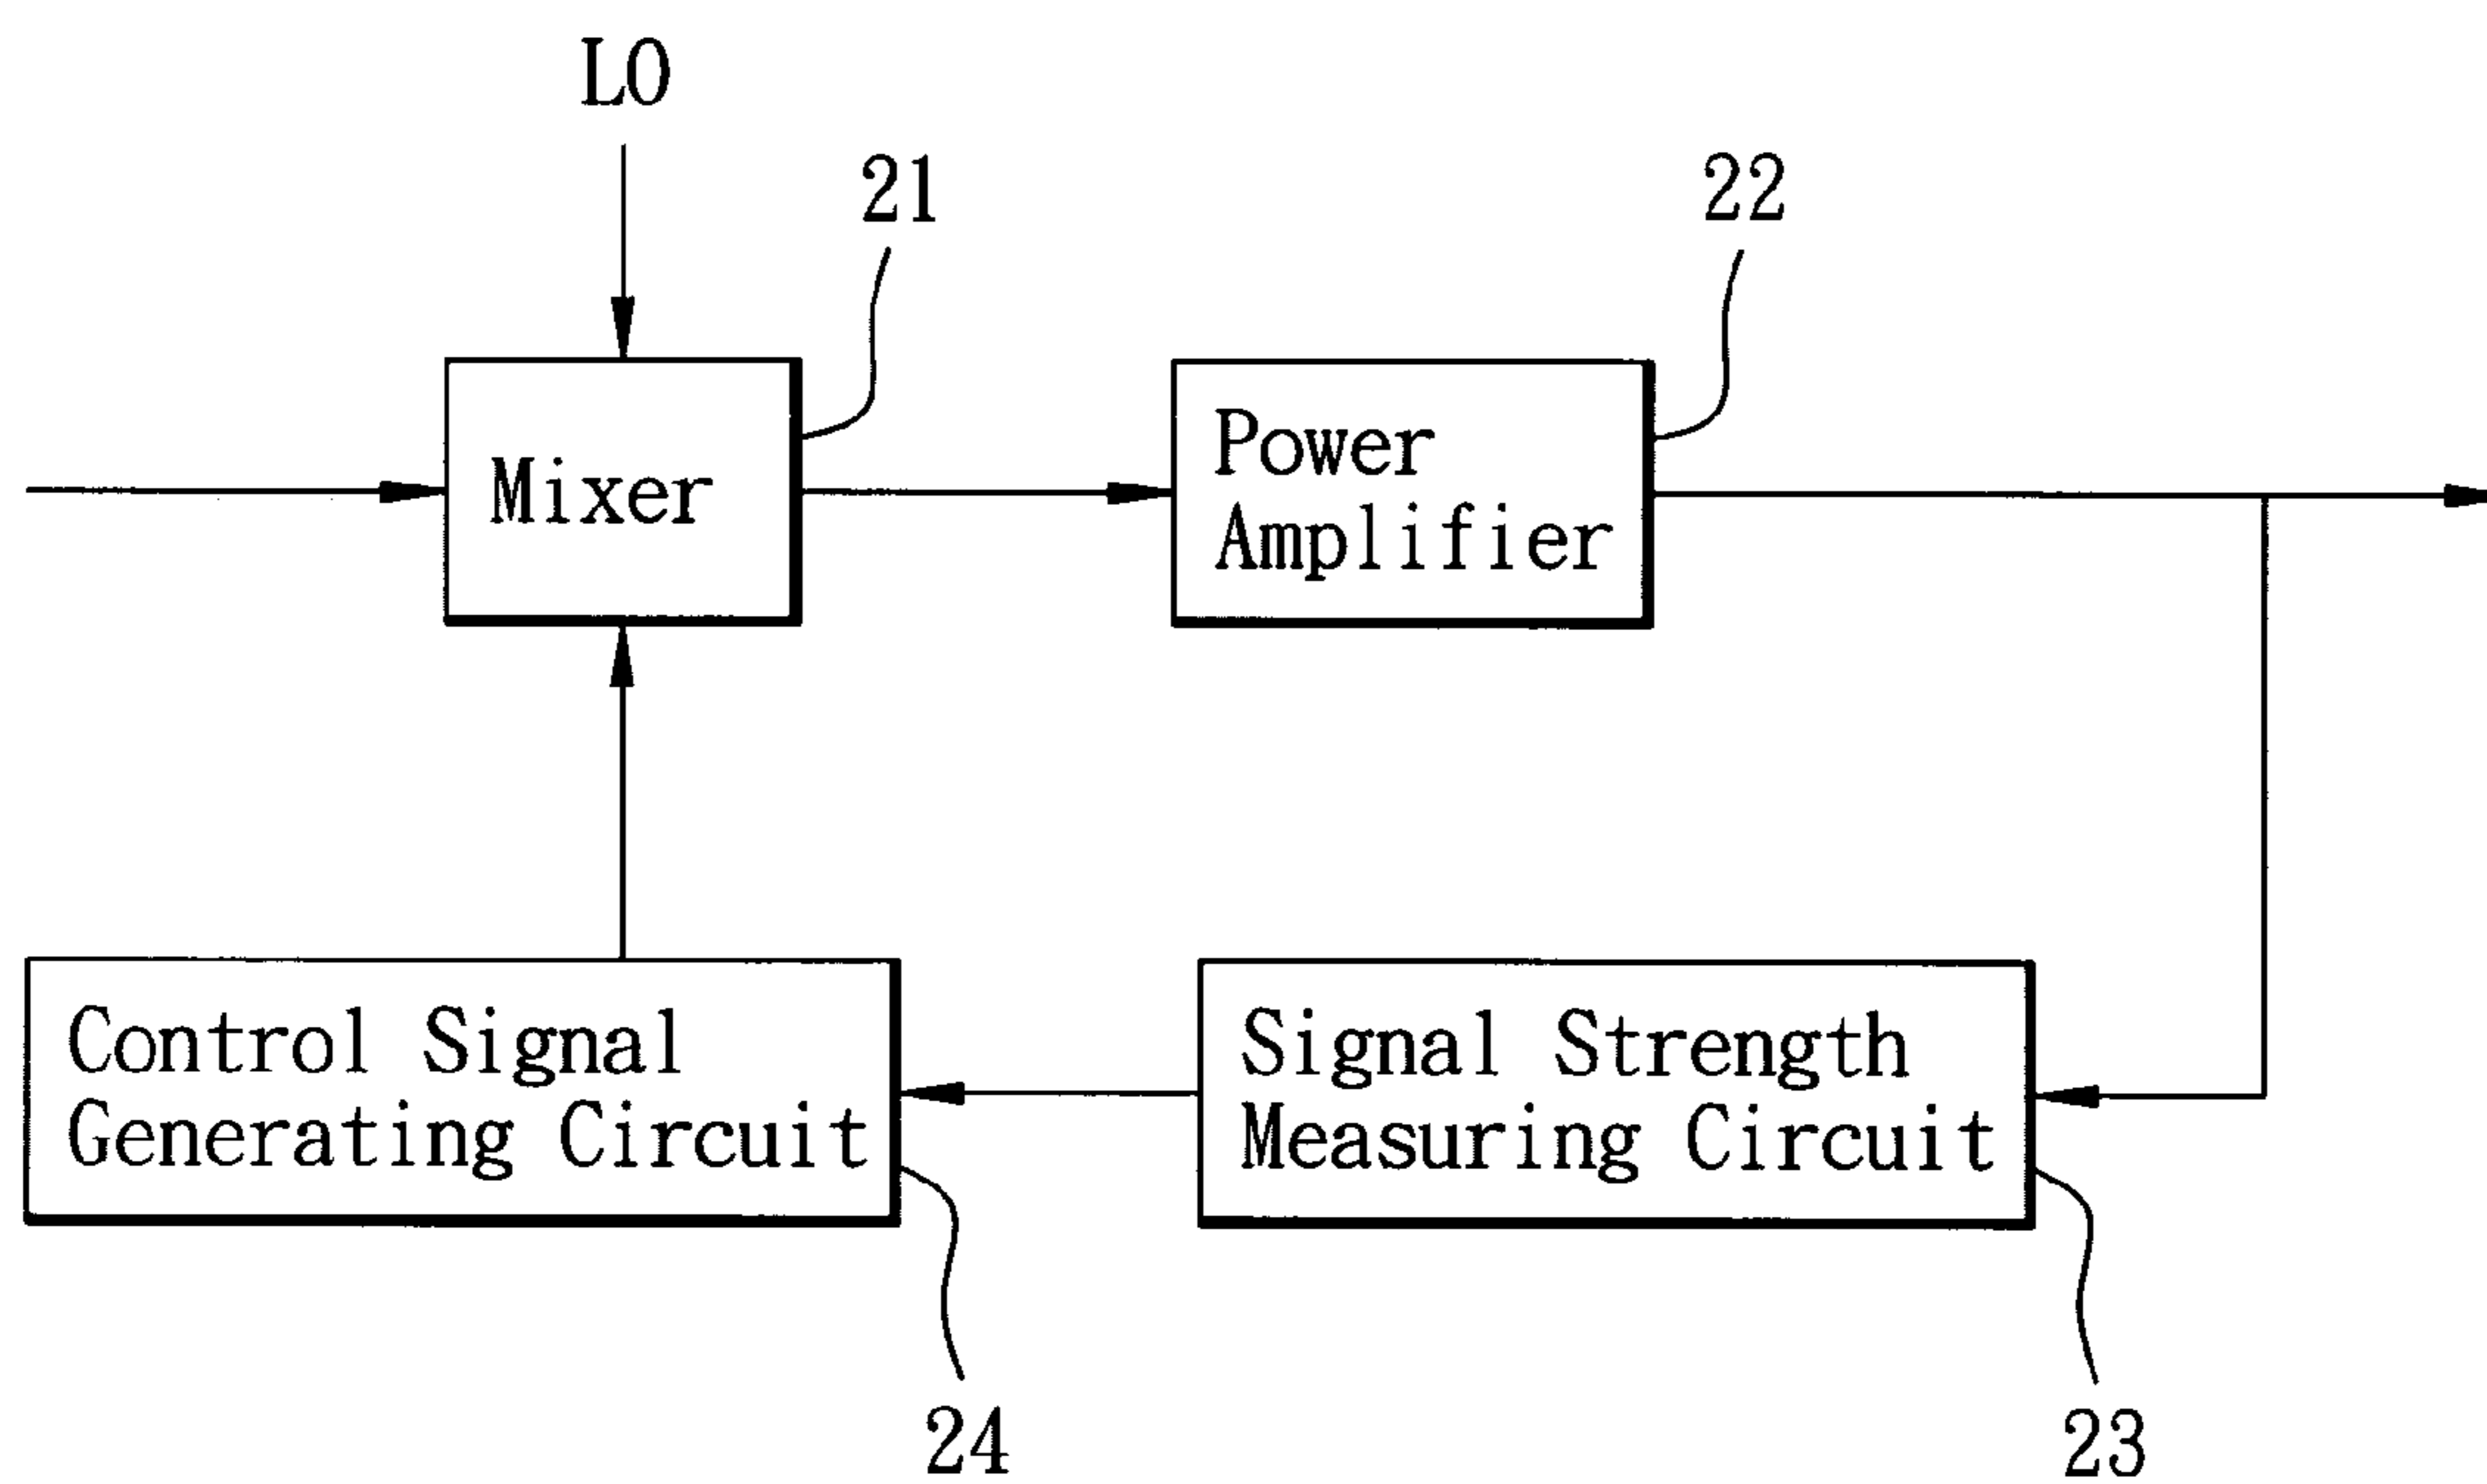 LO
21
22
Mixer
Power
Amplifier
Control Signal
Generating Circuit
Signal Strength
Measuring Circuit
24
23